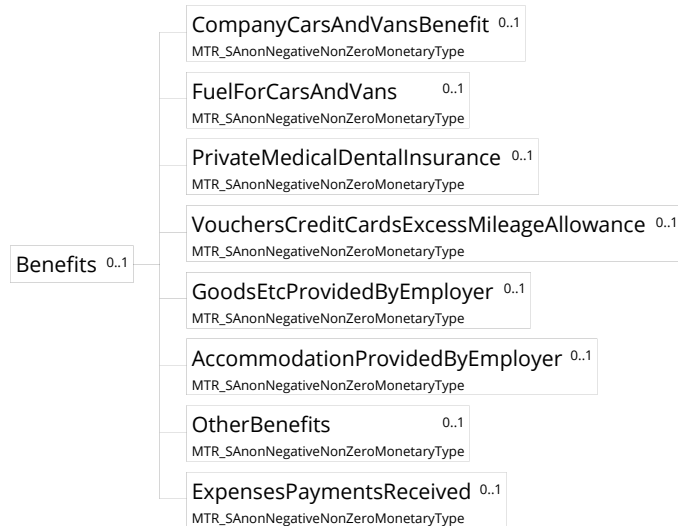 CompanyCarsAndVansBenefit 0..1
MTR_SAnonNegativeNonZeroMonetaryType
FuelForCarsAndVans 0..1
MTR_SAnonNegativeNonZeroMonetaryType
PrivateMedicalDentalInsurance 0..1
MTR_SAnonNegativeNonZeroMonetaryType
VouchersCreditCardsExcessMileageAllowance 0..1
MTR_SAnonNegativeNonZeroMonetaryType
Benefits 0..1
GoodsEtcProvidedByEmployer 0..1
MTR_SAnonNegativeNonZeroMonetaryType
AccommodationProvidedByEmployer 0..1
MTR_SAnonNegativeNonZeroMonetaryType
OtherBenefits 0..1
MTR_SAnonNegativeNonZeroMonetaryType
ExpensesPaymentsReceived 0..1
MTR_SAnonNegativeNonZeroMonetaryType